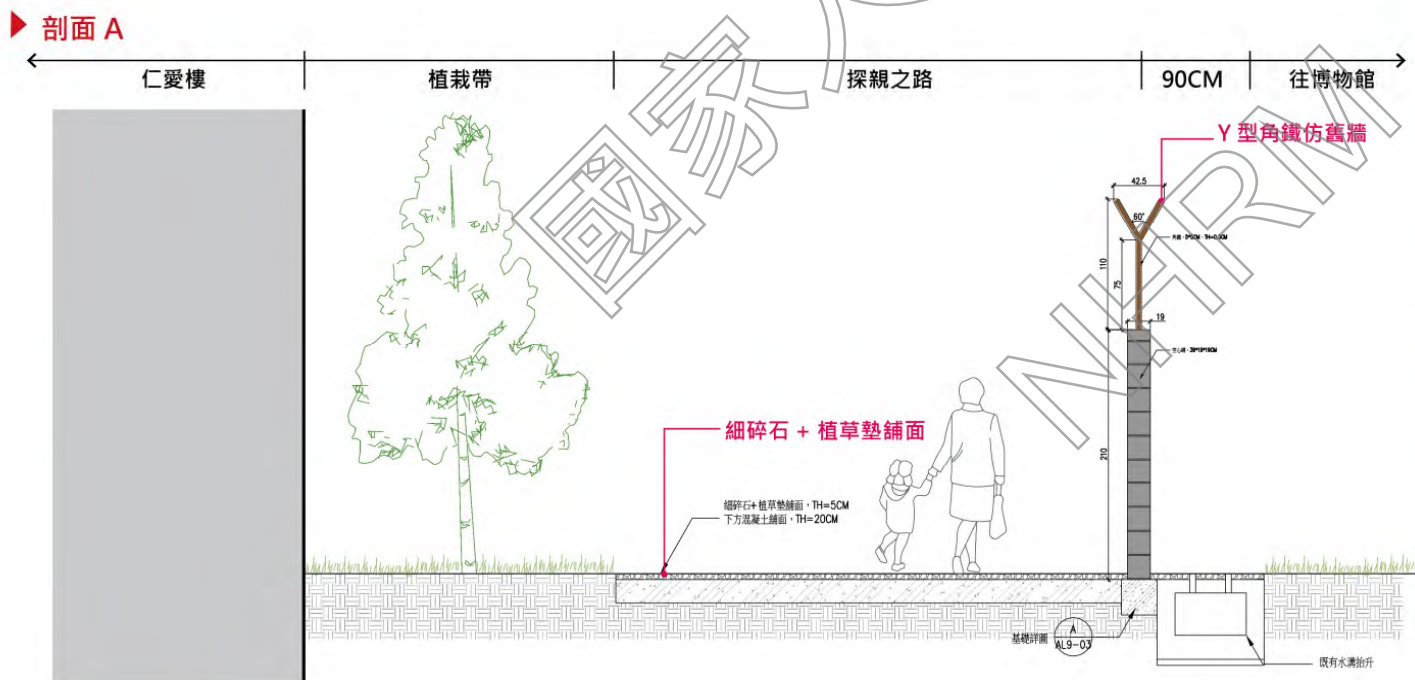 剖面 A
仁愛樓
植栽帶
探親之路
90CM
往博物館
Y 型角鐵仿舊牆
42.5
60°
110
75
19
210
細碎石 + 植草墊舖面
細碎石+植草墊舖面，TH=5CM
下方混凝土舖面，TH=20CM
基礎詳圖
A
AL9-03
既有水溝抬升
NHRM